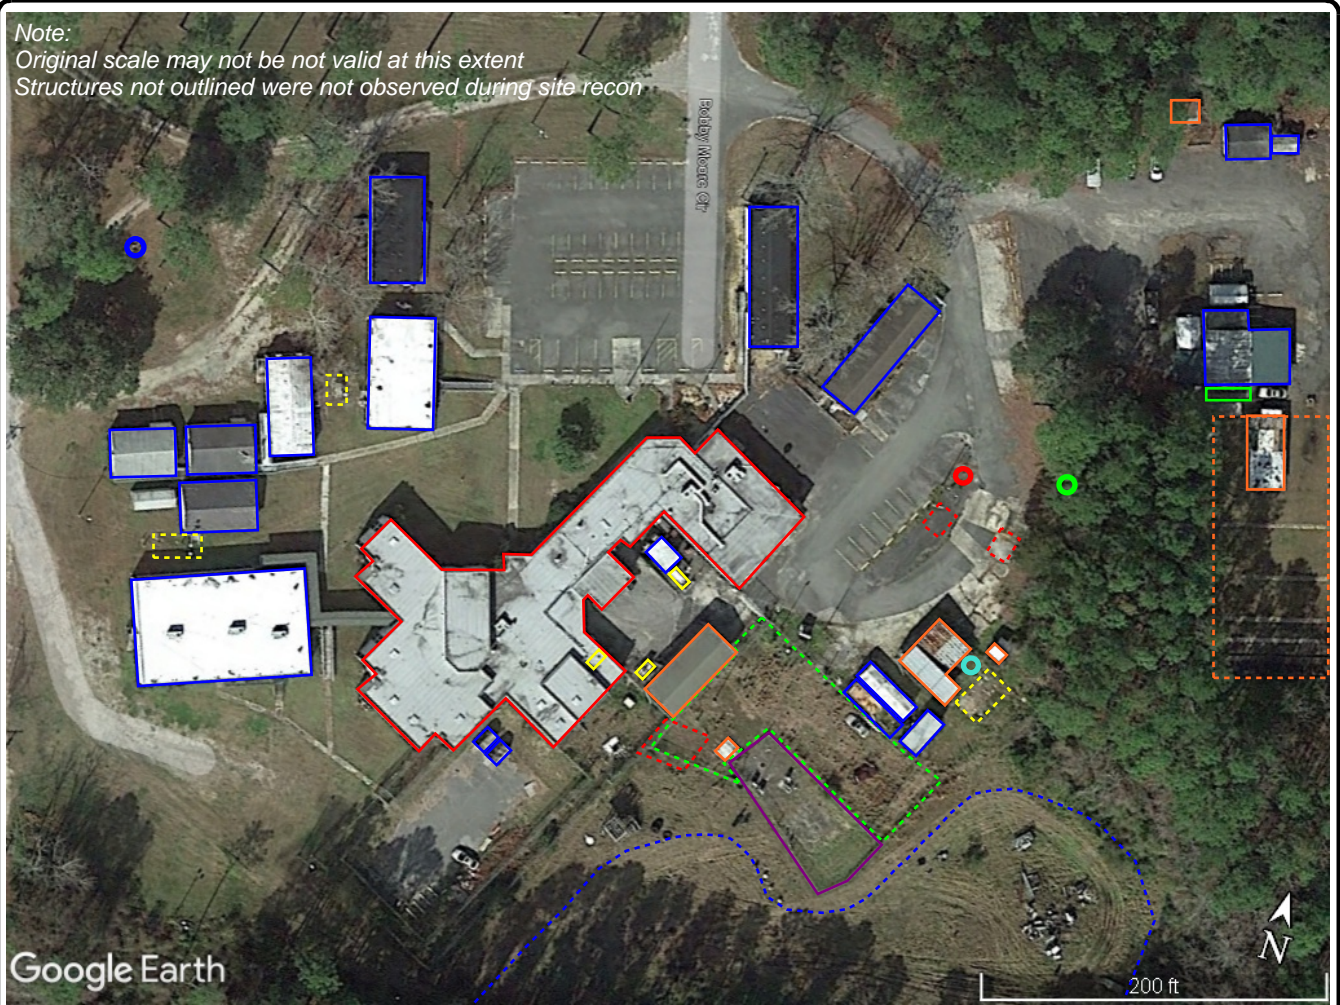 Note:
Original scale may not be not valid at this extent
Structures not outlined were not observed during site recon
Bobby Moore Cir
Google Earth
N
200 ft